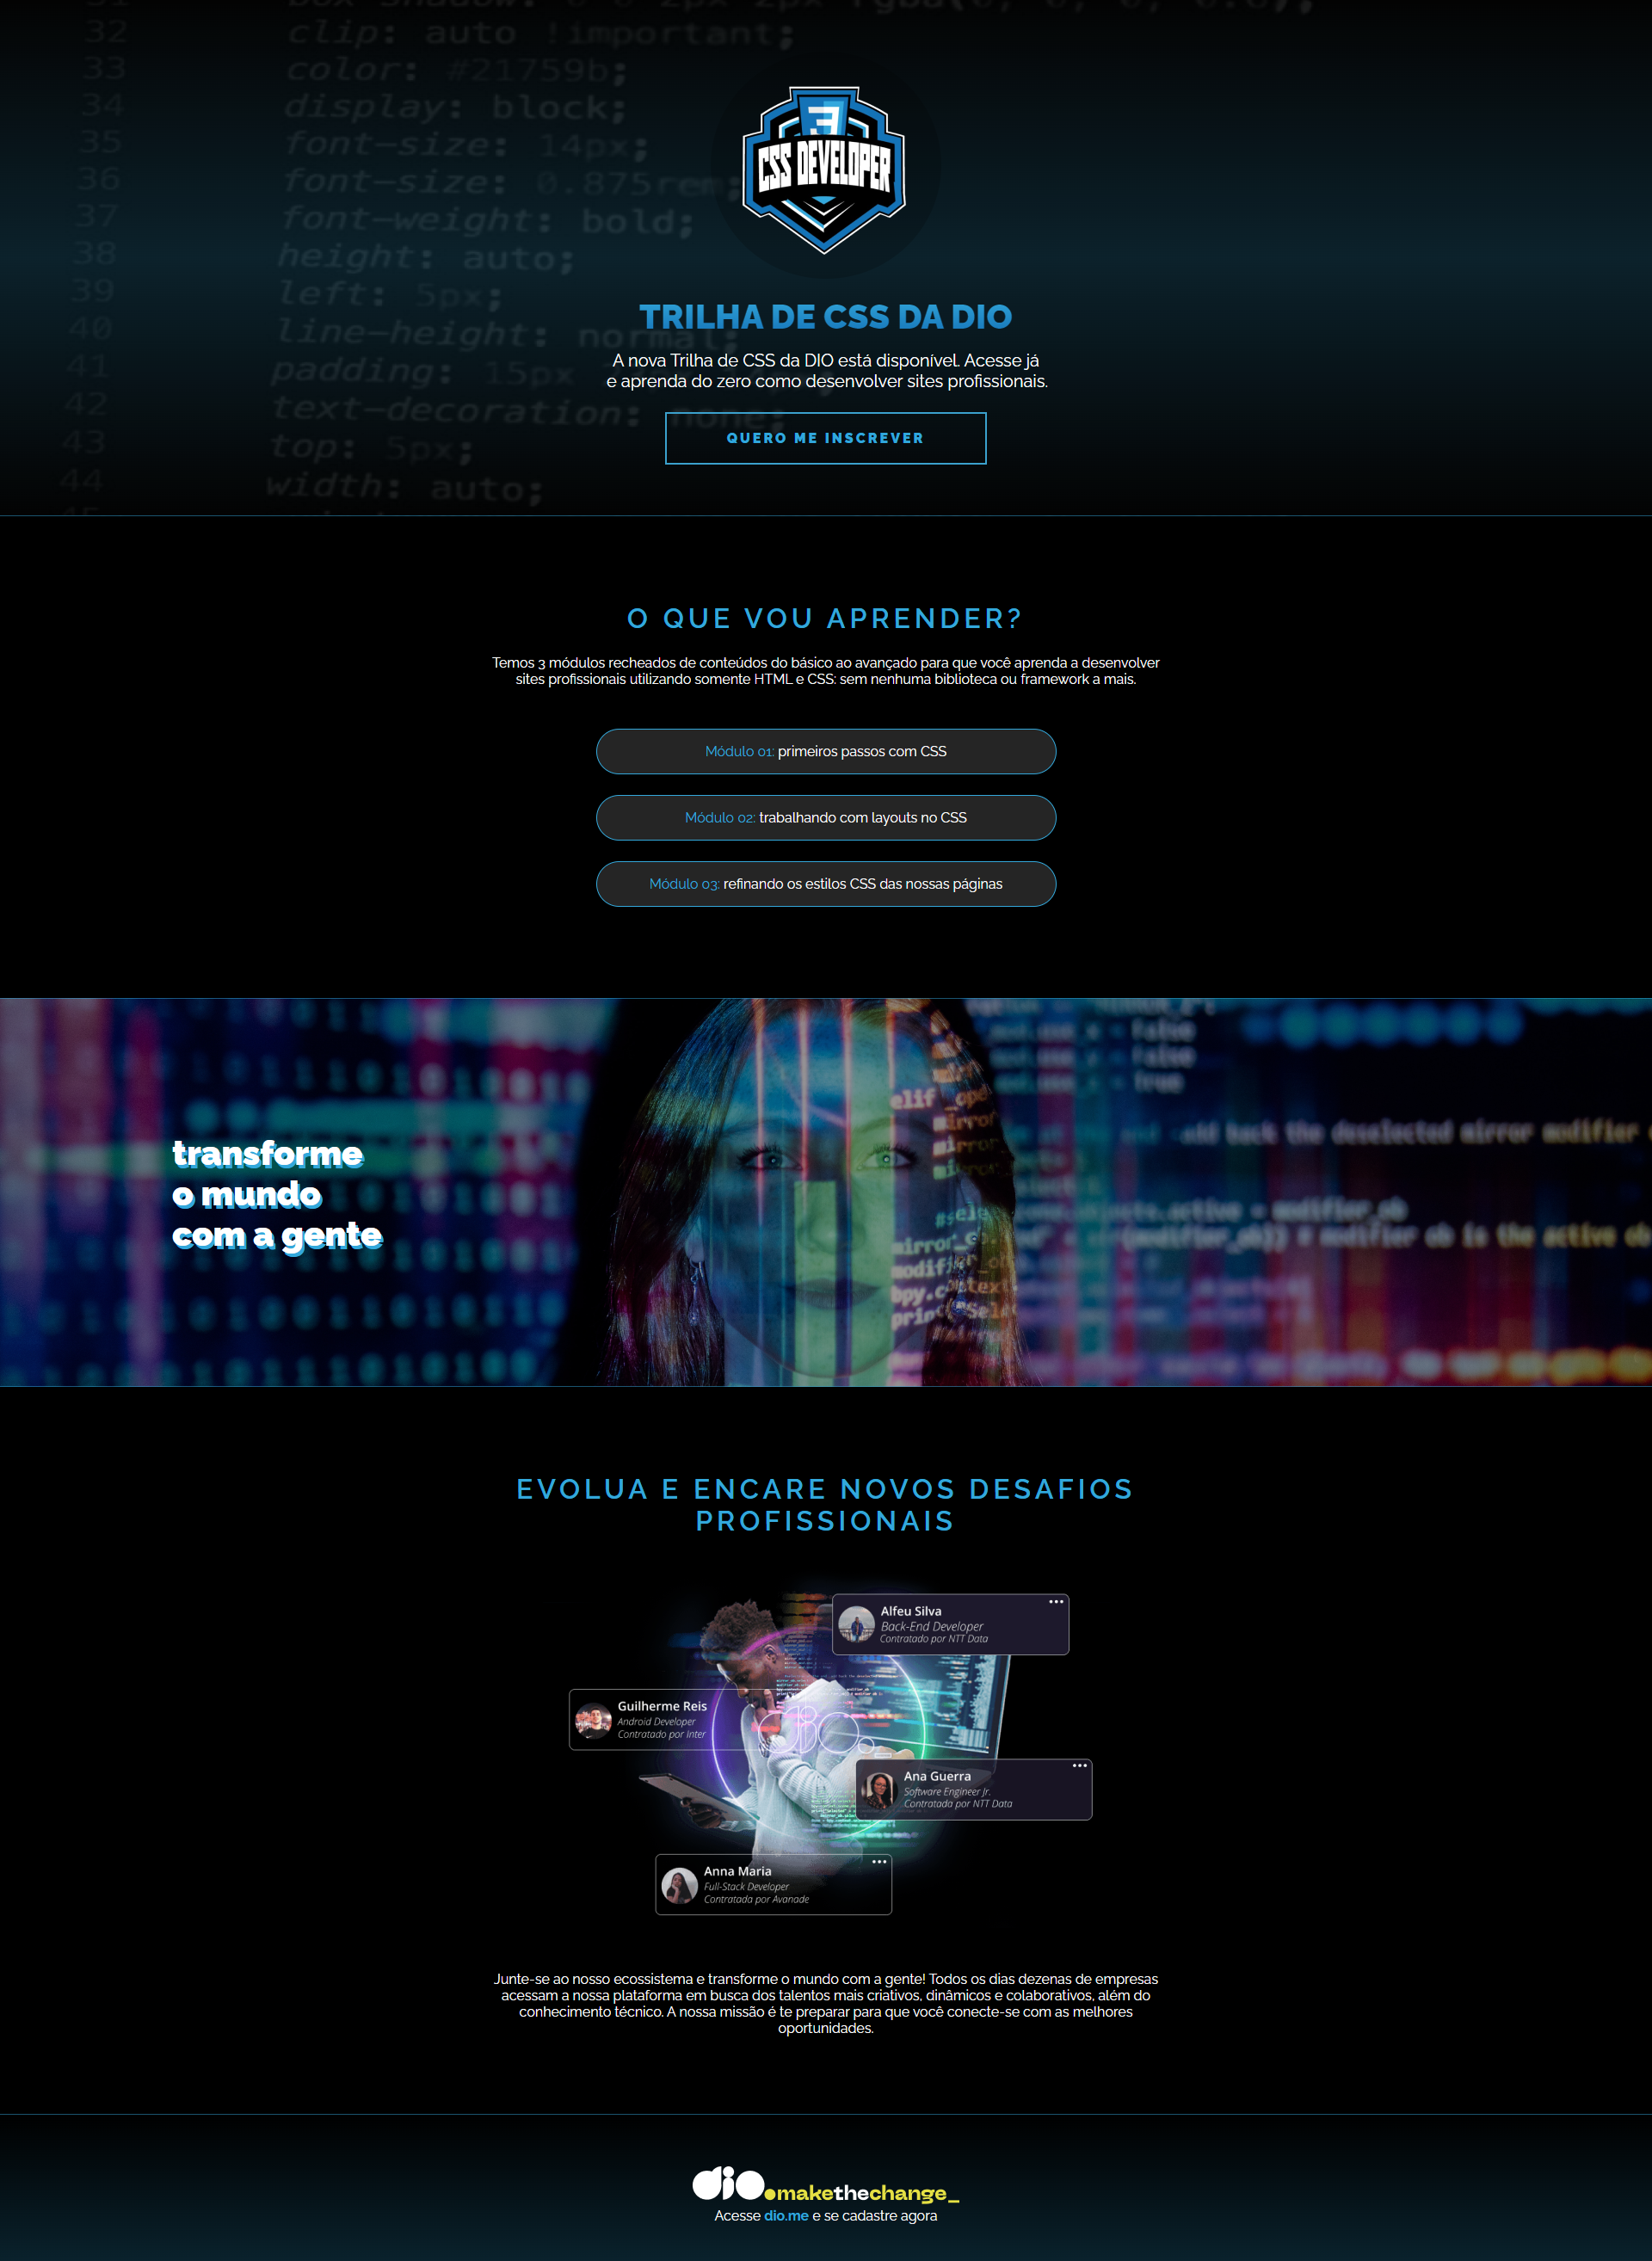 32 clip: auto !important;
33 color: #21759b;
34 display: block;
35 font-size: 14px;
36 font-size: 0.875rem;
37 font-weight: bold;
38 height: auto;
39 left: 5px;
40 line-height: normal;
41 padding: 15px
42 text-decoration: none;
43 top: 5px;
44 width: auto;
3
CSS DEVELOPER
TRILHA DE CSS DA DIO
A nova Trilha de CSS da DIO está disponível. Acesse já
e aprenda do zero como desenvolver sites profissionais.
QUERO ME INSCREVER
O QUE VOU APRENDER?
Temos 3 módulos recheados de conteúdos do básico ao avançado para que você aprenda a desenvolver
sites profissionais utilizando somente HTML e CSS: sem nenhuma biblioteca ou framework a mais.
Módulo 01: primeiros passos com CSS
Módulo 02: trabalhando com layouts no CSS
Módulo 03: refinando os estilos CSS das nossas páginas
transforme
o mundo
com a gente
EVOLUA E ENCARE NOVOS DESAFIOS
PROFISSIONAIS
Alfeu Silva
Back-End Developer
Contratado por NTT Data
Guilherme Reis
Android Developer
Contratado por Inter
dio.
Ana Guerra
Software Engineer Jr.
Contratada por NTT Data
Anna Maria
Full-Stack Developer
Contratada por Avanade
Junte-se ao nosso ecossistema e transforme o mundo com a gente! Todos os dias dezenas de empresas
acessam a nossa plataforma em busca dos talentos mais criativos, dinâmicos e colaborativos, além do
conhecimento técnico. A nossa missão é te preparar para que você conecte-se com as melhores
oportunidades.
dio.makethechange_
Acesse dio.me e se cadastre agora